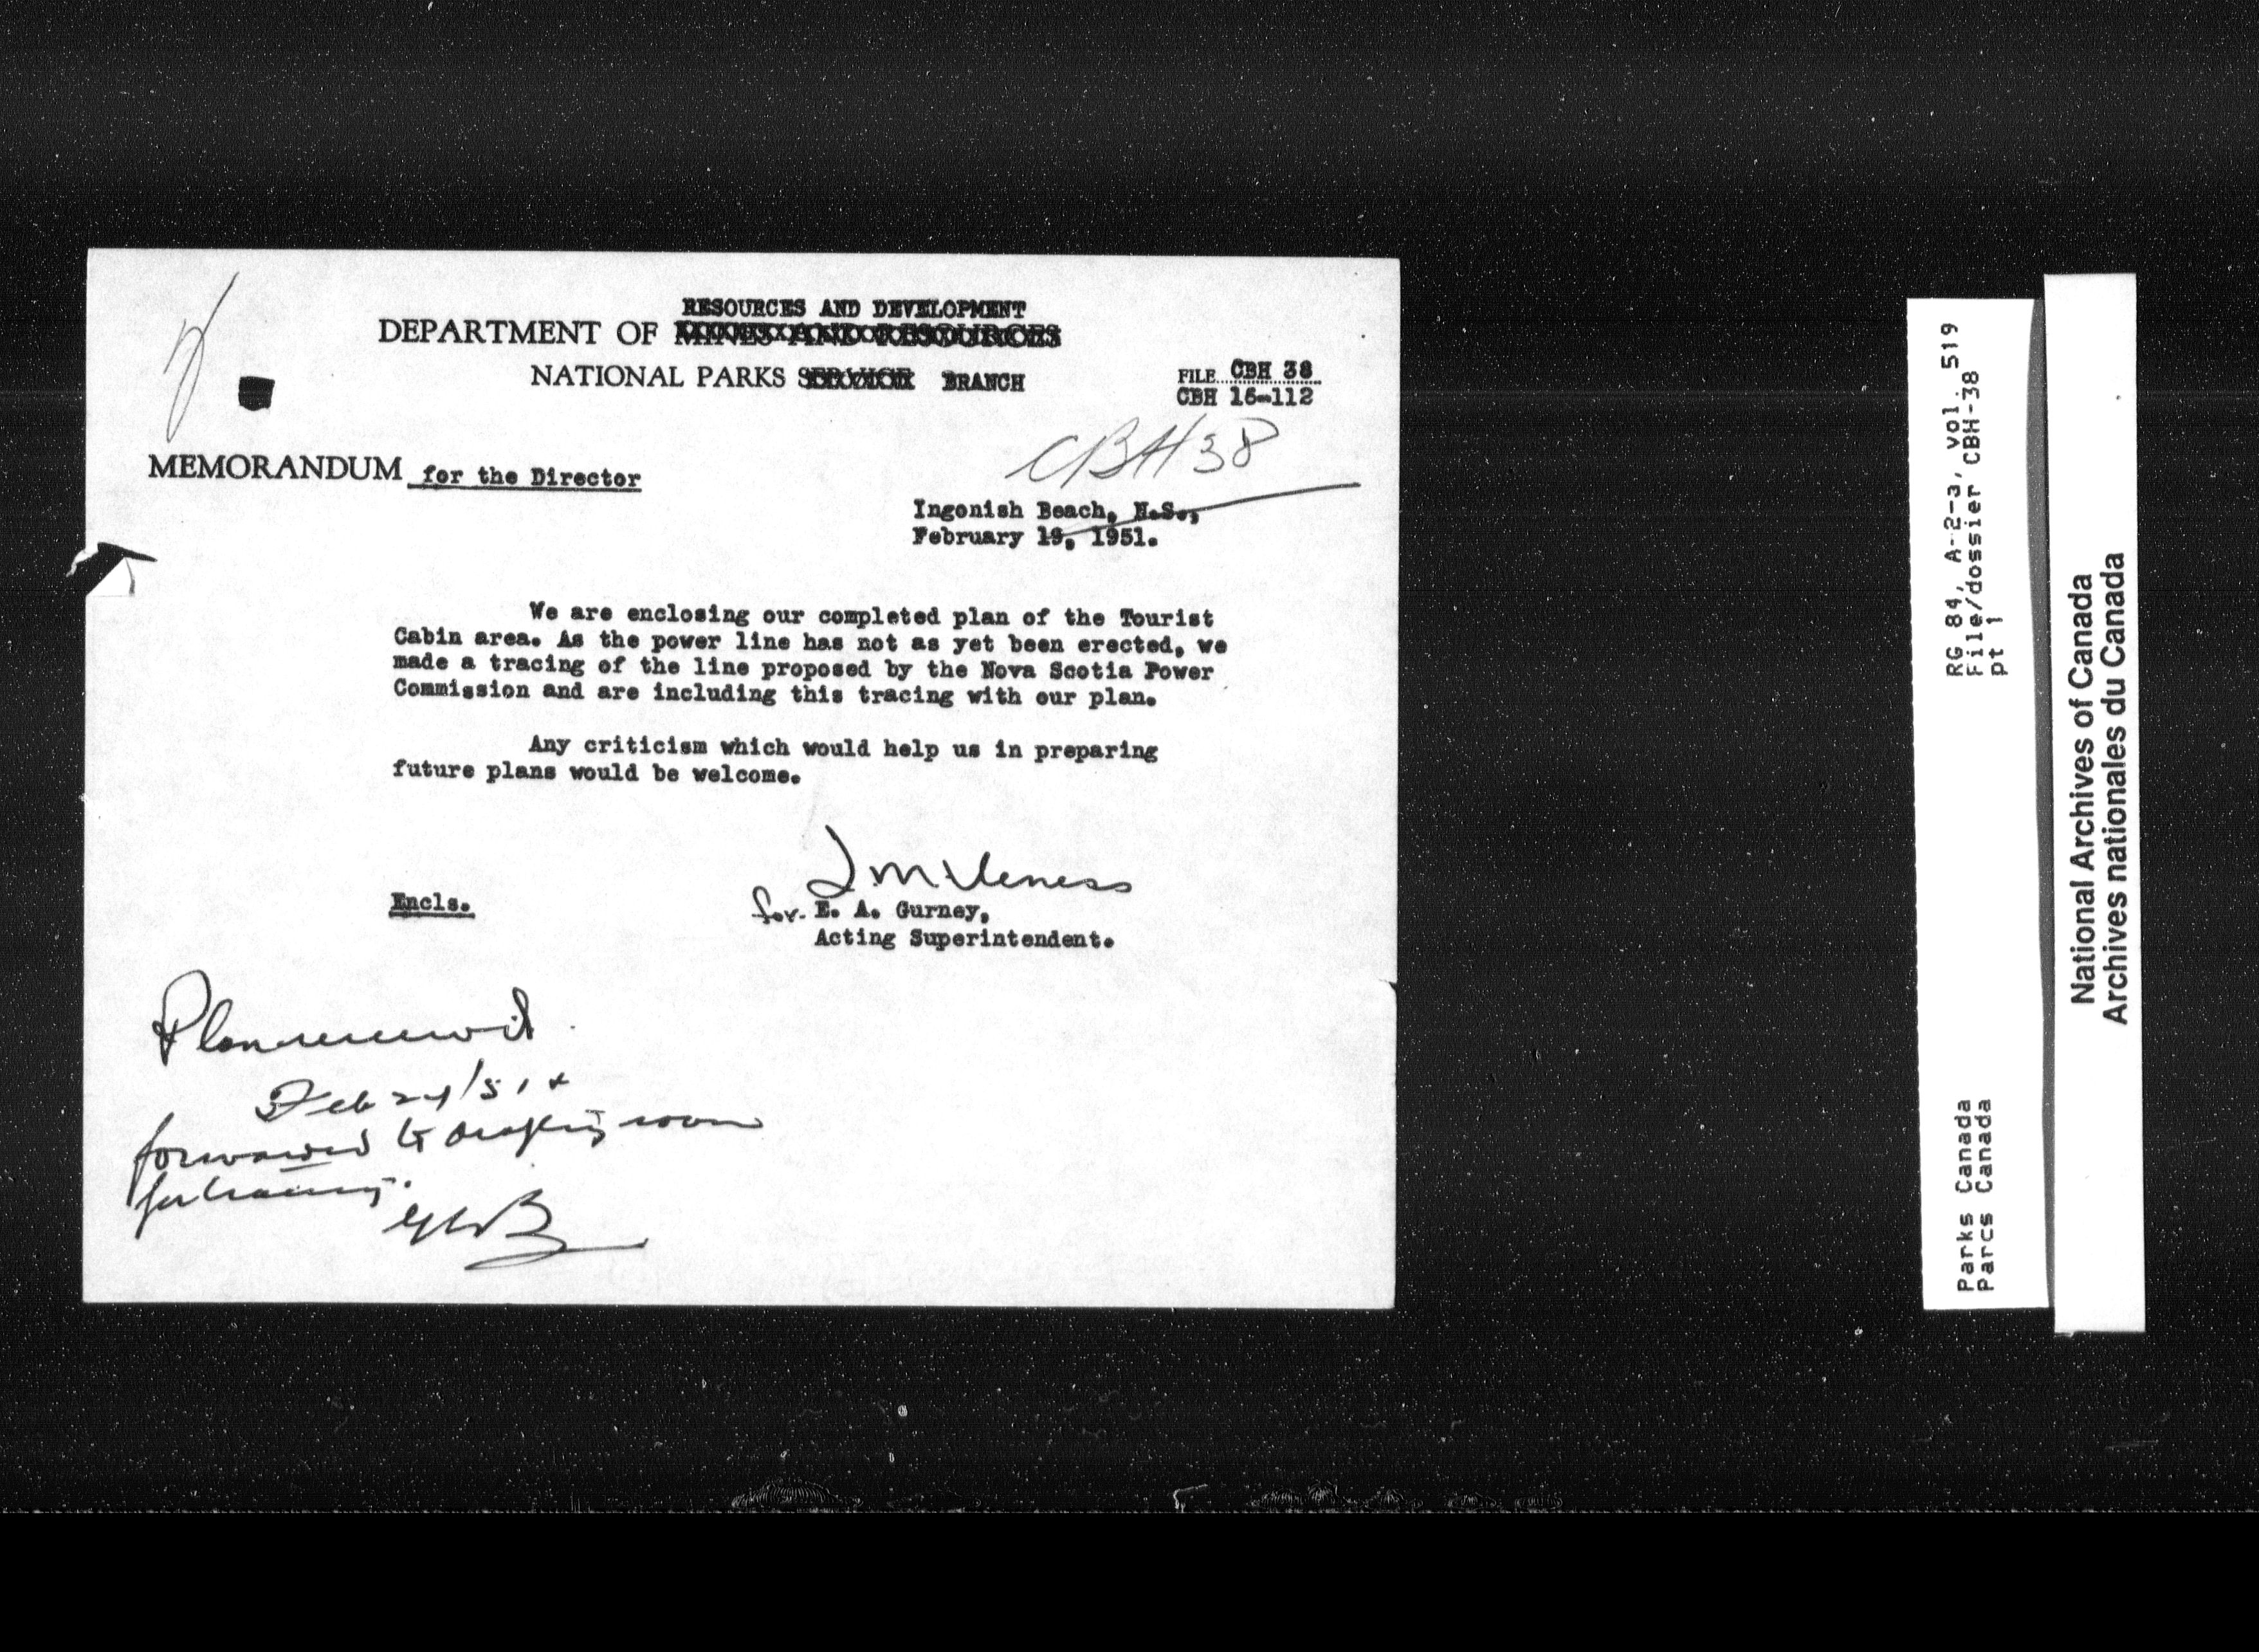 RESOURCES AND DEVELOPMENT
DEPARTMENT OF MINES AND RESOURCES
NATIONAL PARKS SERVICE BRANCH
FILE CBH 38
CBH 16-112
CBH 38
MEMORANDUM for the Director
Ingonish Beach, N.S.,
February 19, 1951.
We are enclosing our completed plan of the Tourist
Cabin area. As the power line has not as yet been erected, we
made a tracing of the line proposed by the Nova Scotia Power
Commission and are including this tracing with our plan.
Any criticism which would help us in preparing
future plans would be welcome.
Encls.
for E. A. Gurney,
Acting Superintendent.
Plan
Feb 24/51 &
forwarded to drafting room
for
RG 84, A-2-3, vol. 519
File/dossier CBH-38
pt 1
Parks Canada
Parcs Canada
National Archives of Canada
Archives nationales du Canada